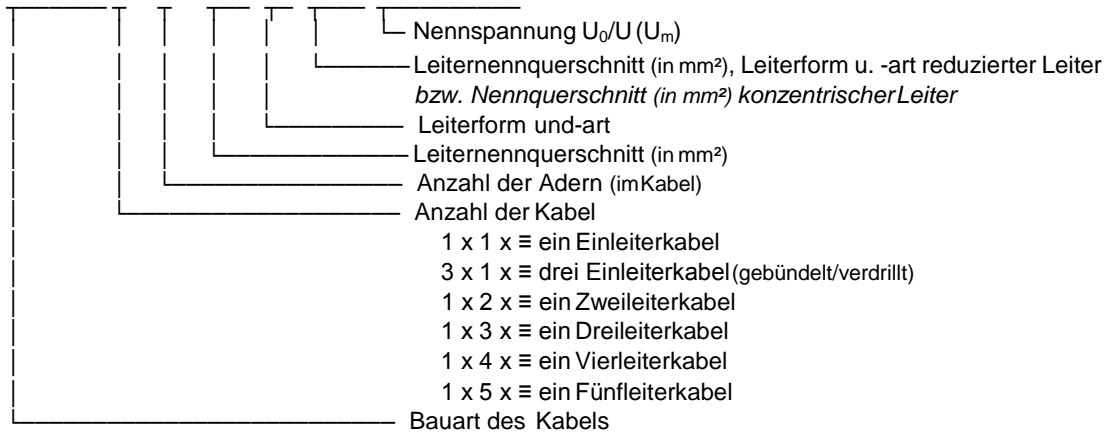 Nennspannung U₀/U (Uₘ)
Leiternennquerschnitt (in mm²), Leiterform u. -art reduzierter Leiter
bzw. Nennquerschnitt (in mm²) konzentrischer Leiter
Leiterform und-art
Leiternennquerschnitt (in mm²)
Anzahl der Adern (im Kabel)
Anzahl der Kabel
1 x 1 x ≡ ein Einleiterkabel
3 x 1 x ≡ drei Einleiterkabel (gebündelt/verdrillt)
1 x 2 x ≡ ein Zweileiterkabel
1 x 3 x ≡ ein Dreileiterkabel
1 x 4 x ≡ ein Vierleiterkabel
1 x 5 x ≡ ein Fünfleiterkabel
Bauart des Kabels